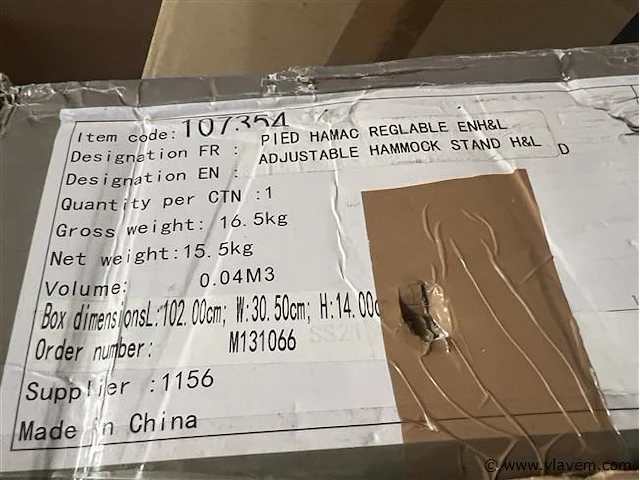 Item code: 107354
Designation FR : PIED HAMAC REGLABLE ENH&L
Designation EN : ADJUSTABLE HAMMOCK STAND H&L D
Quantity per CTN :1
Gross weight: 16.5kg
Net weight:15.5kg
Volume: 0.04M3
Box dimensionsL:102.00cm; W:30.50cm; H:14.00c
Order number: M131066
Supplier :1156
Made in China
© www.vlavem.com